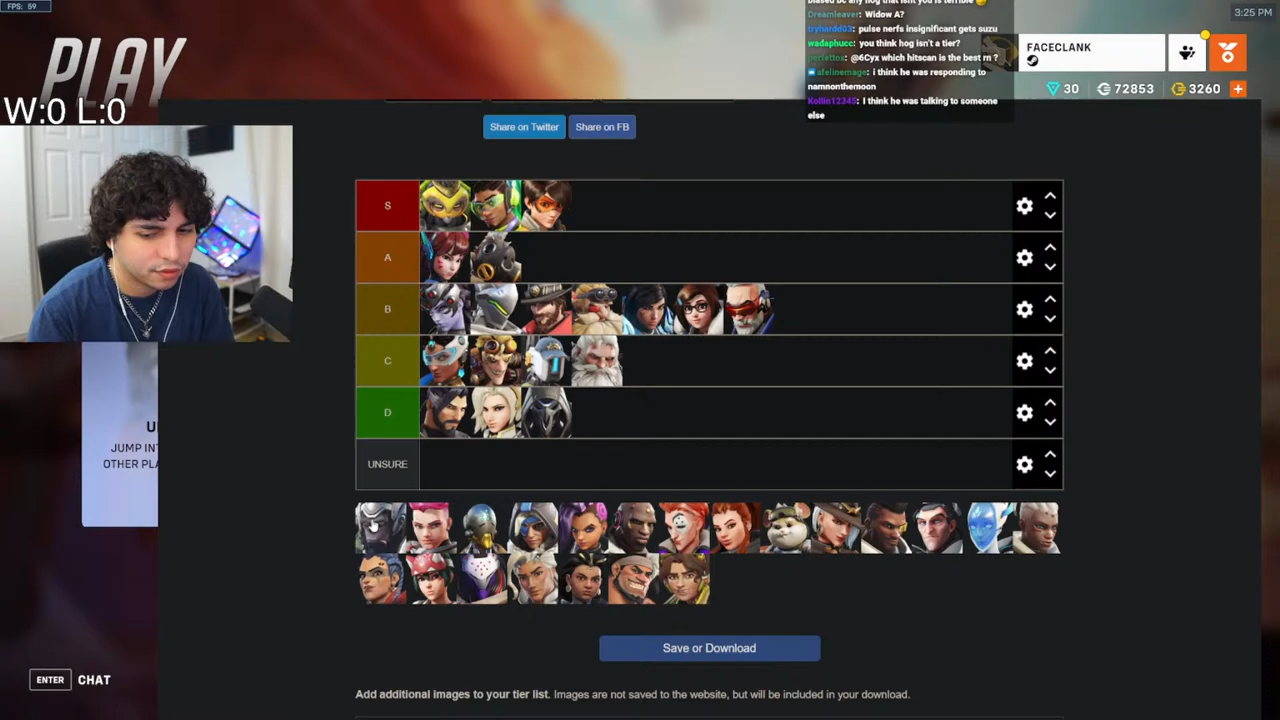 FPS: 59
PLAY
W:0 L:0
Dreamleaver: Widow A?
tryhardd03: pulse nerfs insignificant gets suzu
wadaphucc: you think hog isn't a tier?
perfettox: @6Cyx which hitscan is the best rn ?
afelinemage: i think he was responding to
namnonthemoon
Kollin12345: I think he was talking to someone
else
3:25 PM
FACECLANK
30
72853
3260
Share on Twitter
Share on FB
S
A
B
C
D
UNSURE
JUMP IN
OTHER PLA
Save or Download
Add additional images to your tier list. Images are not saved to the website, but will be included in your download.
ENTER
CHAT